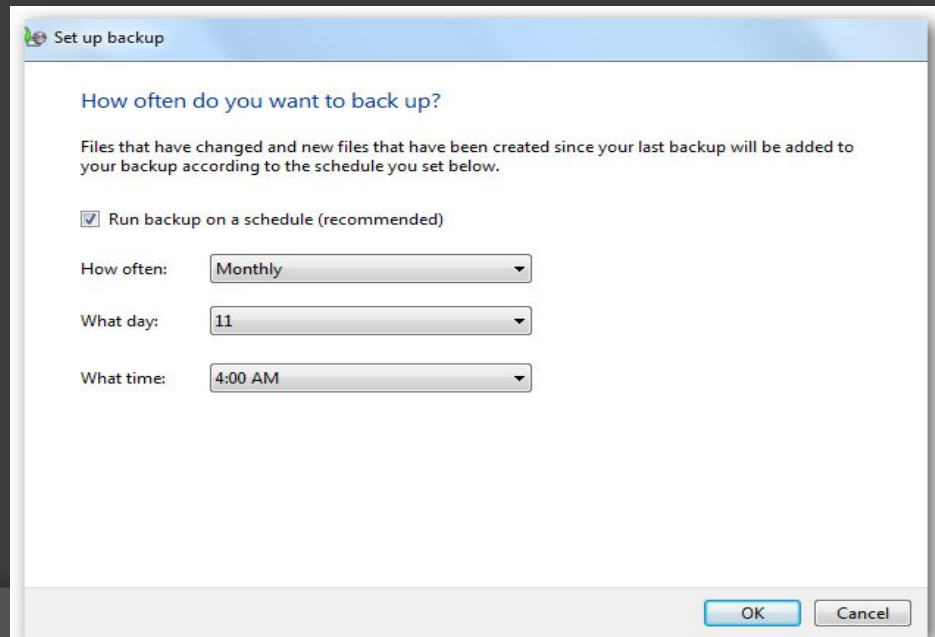 Set up backup
How often do you want to back up?
Files that have changed and new files that have been created since your last backup will be added to
your backup according to the schedule you set below.
Run backup on a schedule (recommended)
How often: Monthly
What day: 11
What time: 4:00 AM
OK Cancel